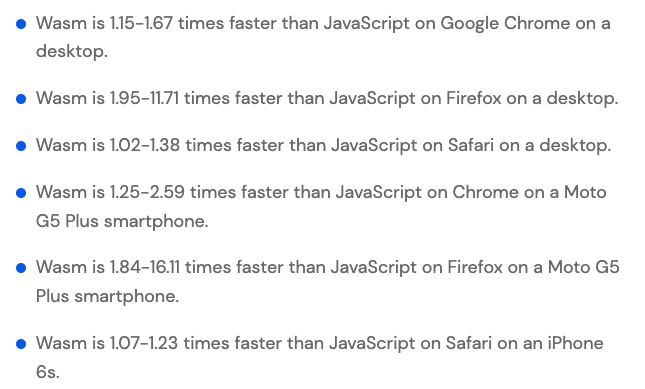 Wasm is 1.15–1.67 times faster than JavaScript on Google Chrome on a
desktop.
Wasm is 1.95–11.71 times faster than JavaScript on Firefox on a desktop.
Wasm is 1.02–1.38 times faster than JavaScript on Safari on a desktop.
Wasm is 1.25–2.59 times faster than JavaScript on Chrome on a Moto
G5 Plus smartphone.
Wasm is 1.84–16.11 times faster than JavaScript on Firefox on a Moto G5
Plus smartphone.
Wasm is 1.07–1.23 times faster than JavaScript on Safari on an iPhone
6s.